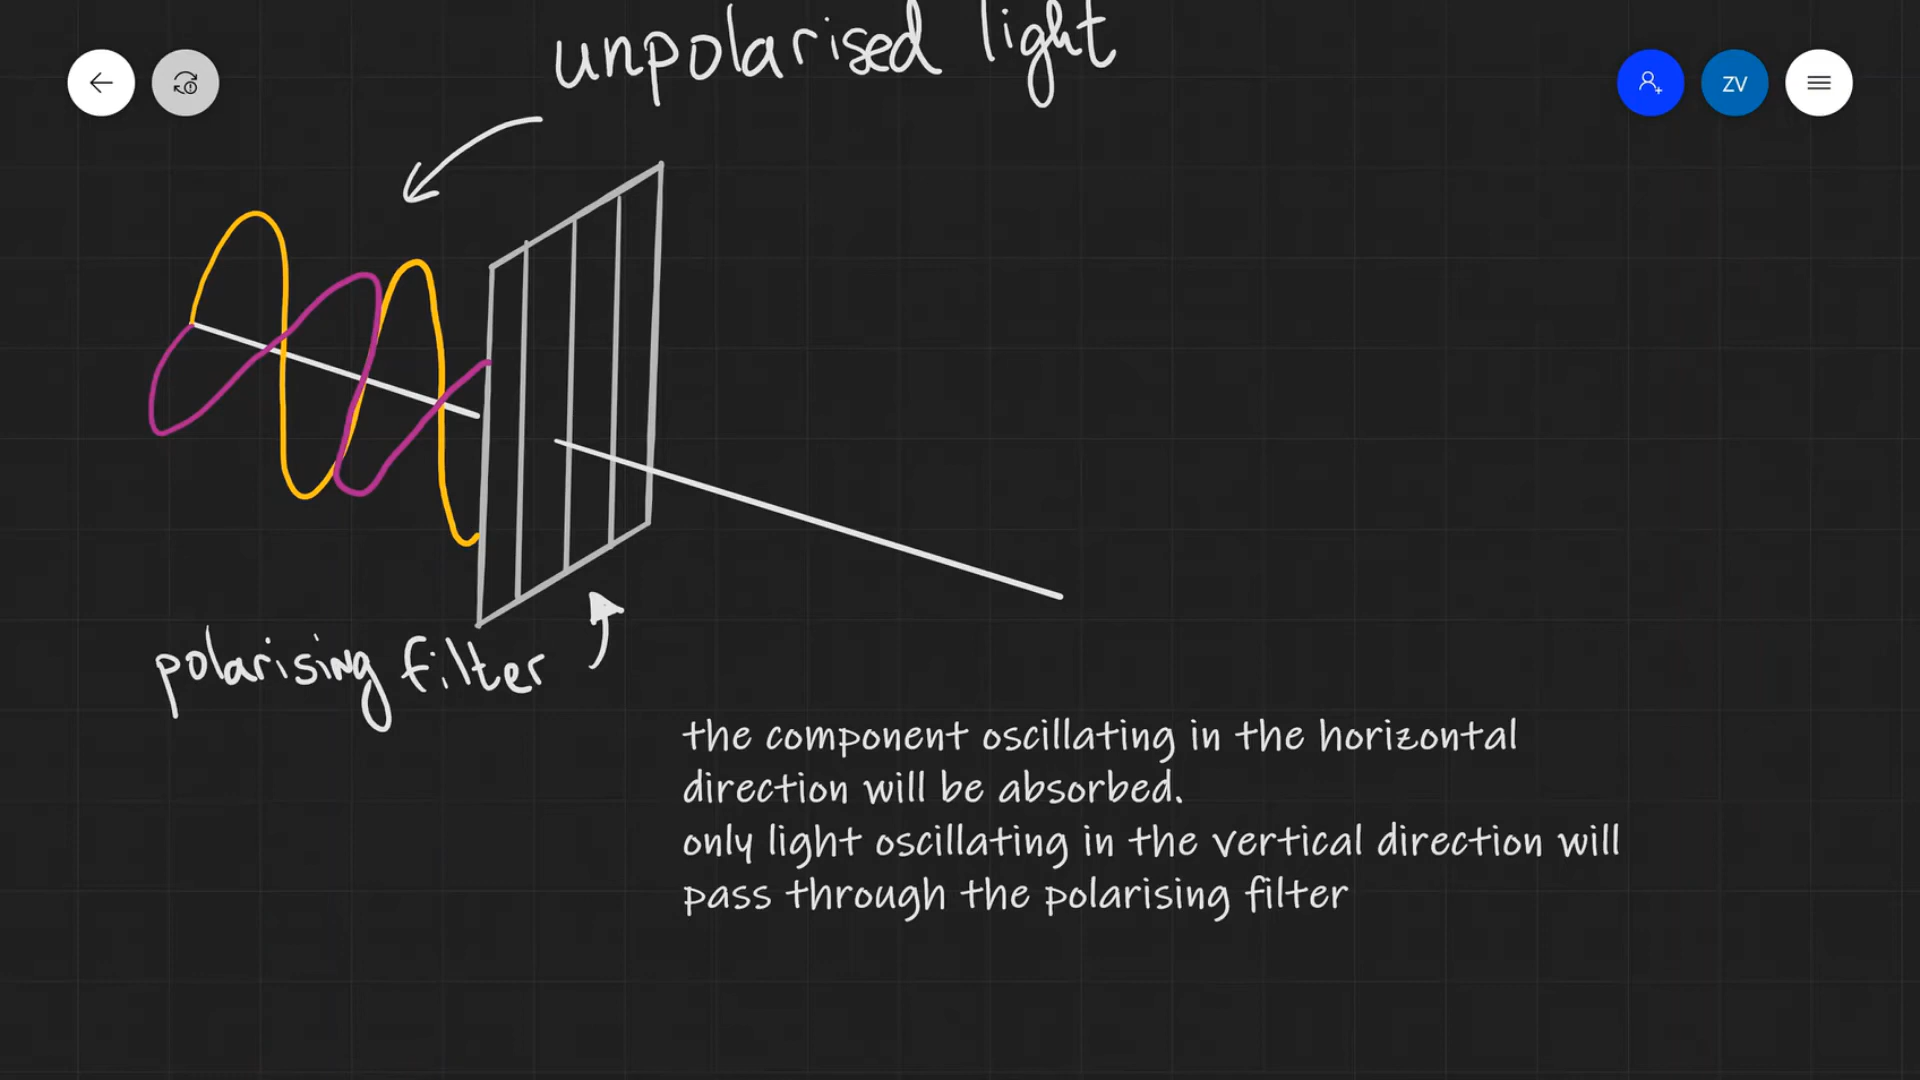 unpolarised light
ZV
polarising filter
the component oscillating in the horizontal
direction will be absorbed.
only light oscillating in the vertical direction will
pass through the polarising filter